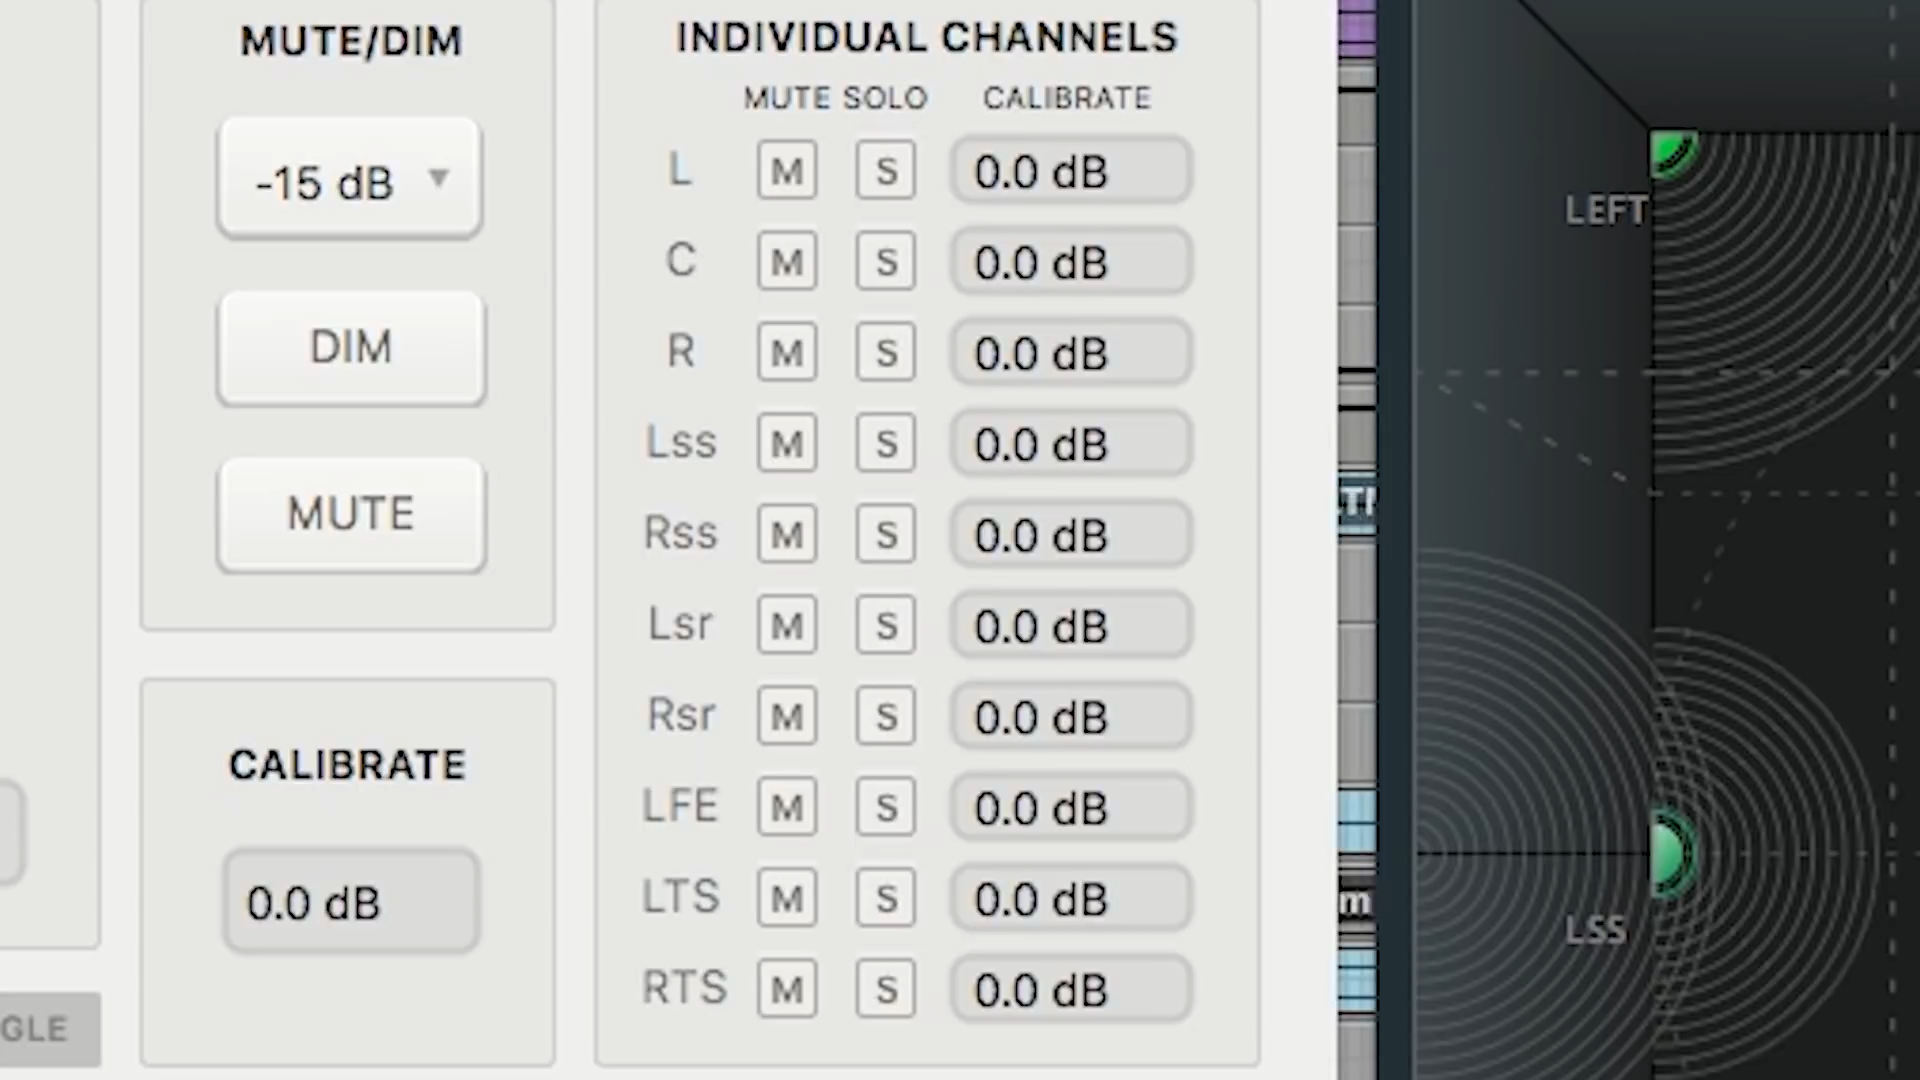 MUTE/DIM
-15 dB
DIM
MUTE
CALIBRATE
0.0 dB
GLE
INDIVIDUAL CHANNELS
MUTE SOLO CALIBRATE
L M S 0.0 dB
C M S 0.0 dB
R M S 0.0 dB
Lss M S 0.0 dB
Rss M S 0.0 dB
Lsr M S 0.0 dB
Rsr M S 0.0 dB
LFE M S 0.0 dB
LTS M S 0.0 dB
RTS M S 0.0 dB
m
LEFT
LSS